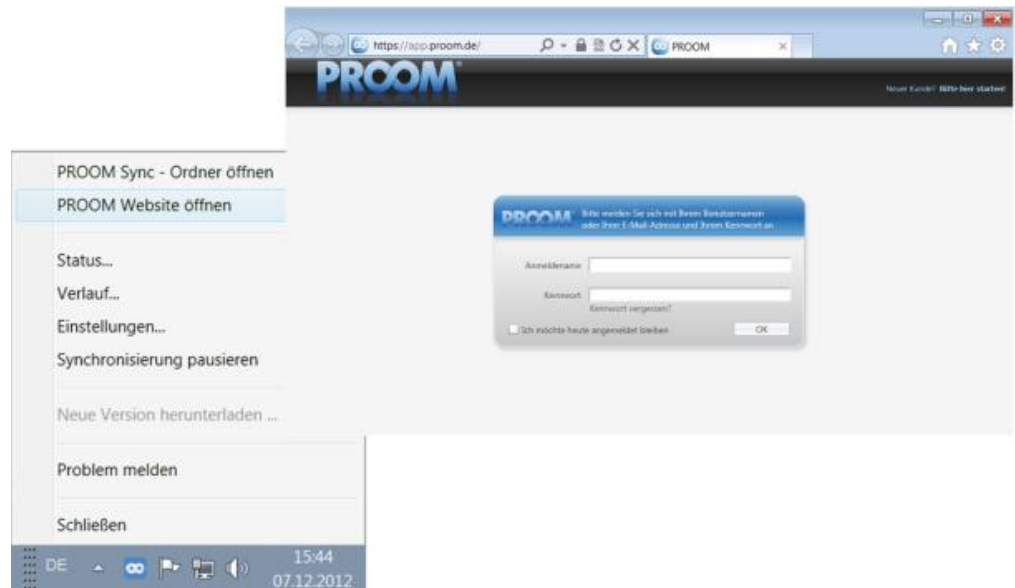 https://app.proom.de/
PROOM
PROOM
Neuer Kunde? Bitte hier starten!
PROOM Sync - Ordner öffnen
PROOM Website öffnen
Status...
Verlauf...
Einstellungen...
Synchronisierung pausieren
Neue Version herunterladen ...
Problem melden
Schließen
DE
15:44
07.12.2012
PROOM
Bitte melden Sie sich mit Ihrem Benutzernamen
oder Ihrer E-Mail-Adresse und Ihrem Kennwort an
Anmeldename
Kennwort
Kennwort vergessen?
Ich möchte heute angemeldet bleiben
OK